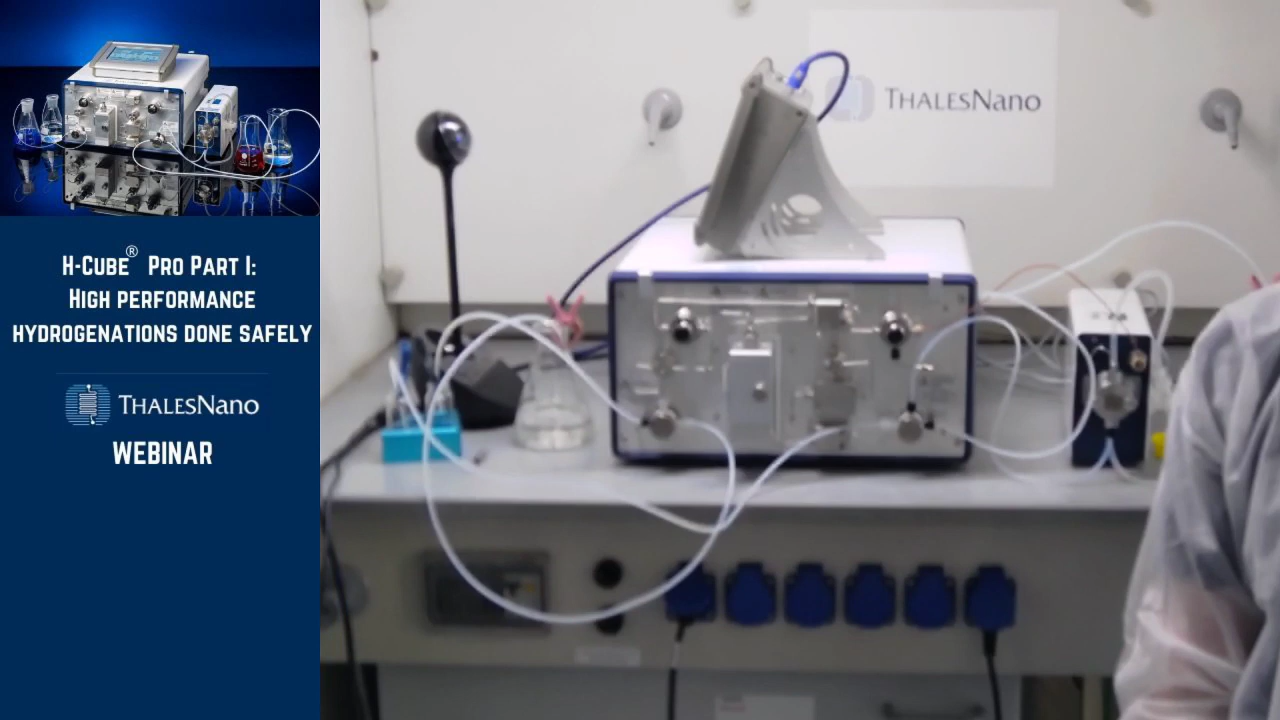 H-Cube® Pro Part I:
High performance
hydrogenations done safely
ThalesNano
WEBINAR
ThalesNano